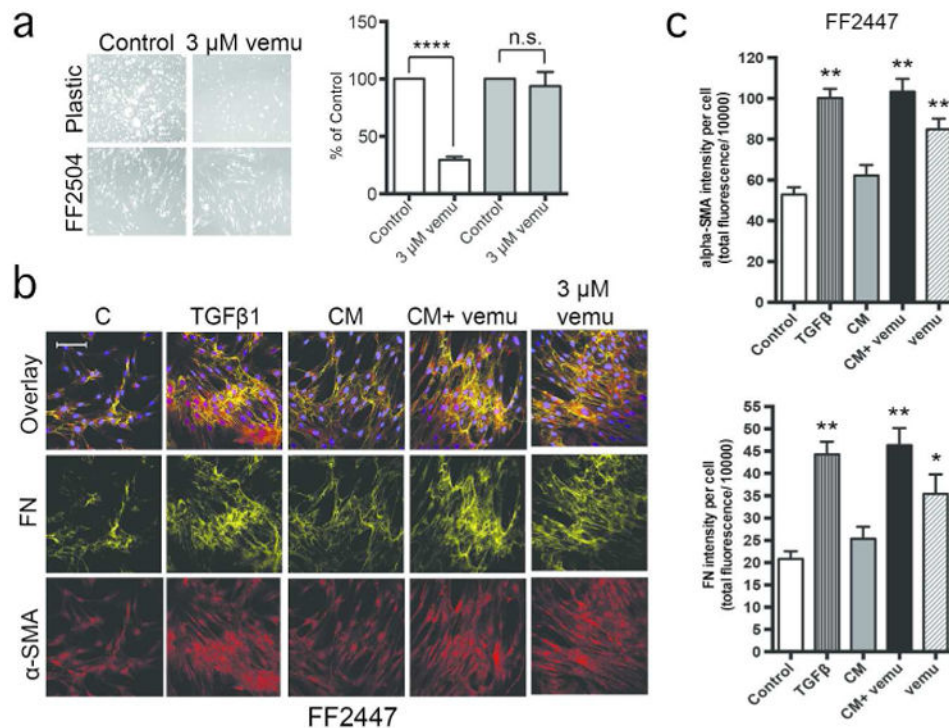 a
Control 3 µM vemu
Plastic
FF2504
% of Control
150
100
50
0
****
n.s.
Control
3 µM vemu
Control
3 µM vemu
b
C TGFβ1 CM CM+ vemu 3 µM vemu
Overlay
FN
α-SMA
FF2447
c
FF2447
alpha-SMA intensity per cell
(total fluorescence/ 10000)
120
100
80
60
40
20
0
** ** **
Control
TGFβ
CM
CM+ vemu
vemu
FN intensity per cell
(total fluorescence/ 10000)
55
50
45
40
35
30
25
20
15
10
5
0
** ** *
Control
TGFβ
CM
CM+ vemu
vemu